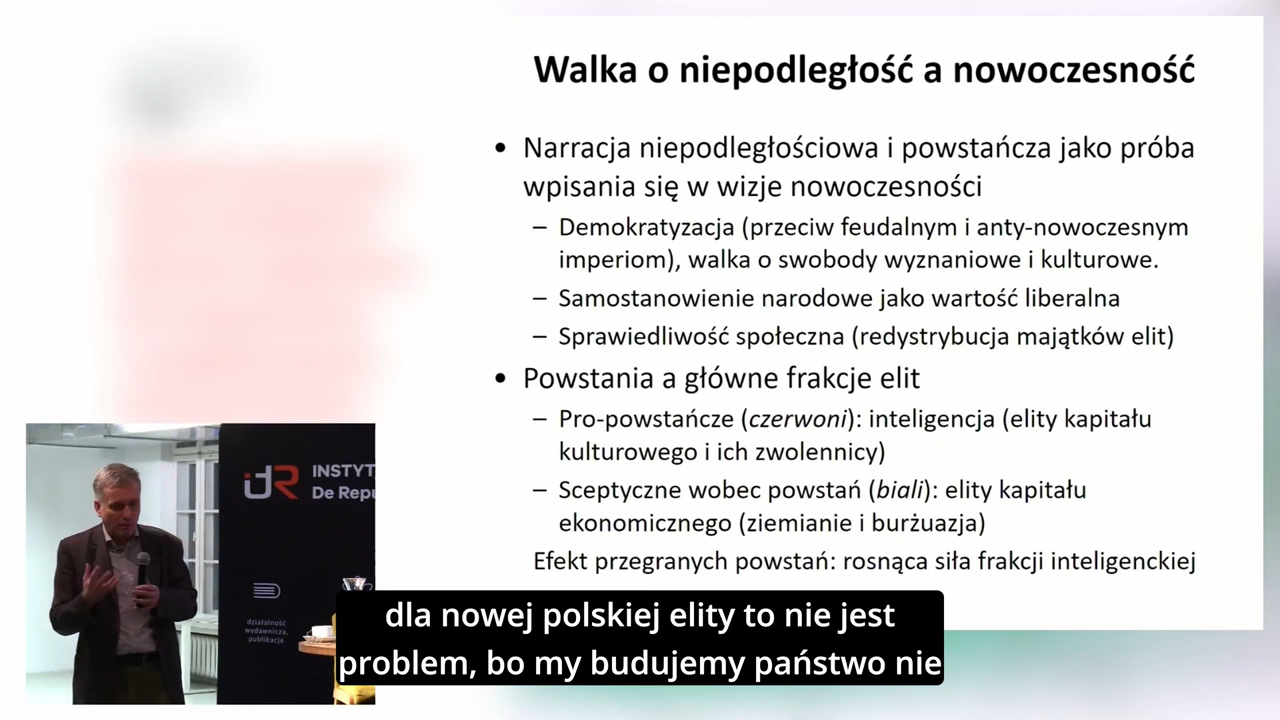 Walka o niepodległość a nowoczesność
• Narracja niepodległościowa i powstańcza jako próba
wpisania się w wizje nowoczesności
– Demokratyzacja (przeciw feudalnym i anty-nowoczesnym
imperiom), walka o swobody wyznaniowe i kulturowe.
– Samostanowienie narodowe jako wartość liberalna
– Sprawiedliwość społeczna (redystrybucja majątków elit)
• Powstania a główne frakcje elit
– Pro-powstańcze (czerwoni): inteligencja (elity kapitału
kulturowego i ich zwolennicy)
– Sceptyczne wobec powstań (biali): elity kapitału
ekonomicznego (ziemianie i burżuazja)
Efekt przegranych powstań: rosnąca siła frakcji inteligenckiej
idR
INSTYT
De Repu
działalność
wydawnicza,
publikacje
dla nowej polskiej elity to nie jest
problem, bo my budujemy państwo nie